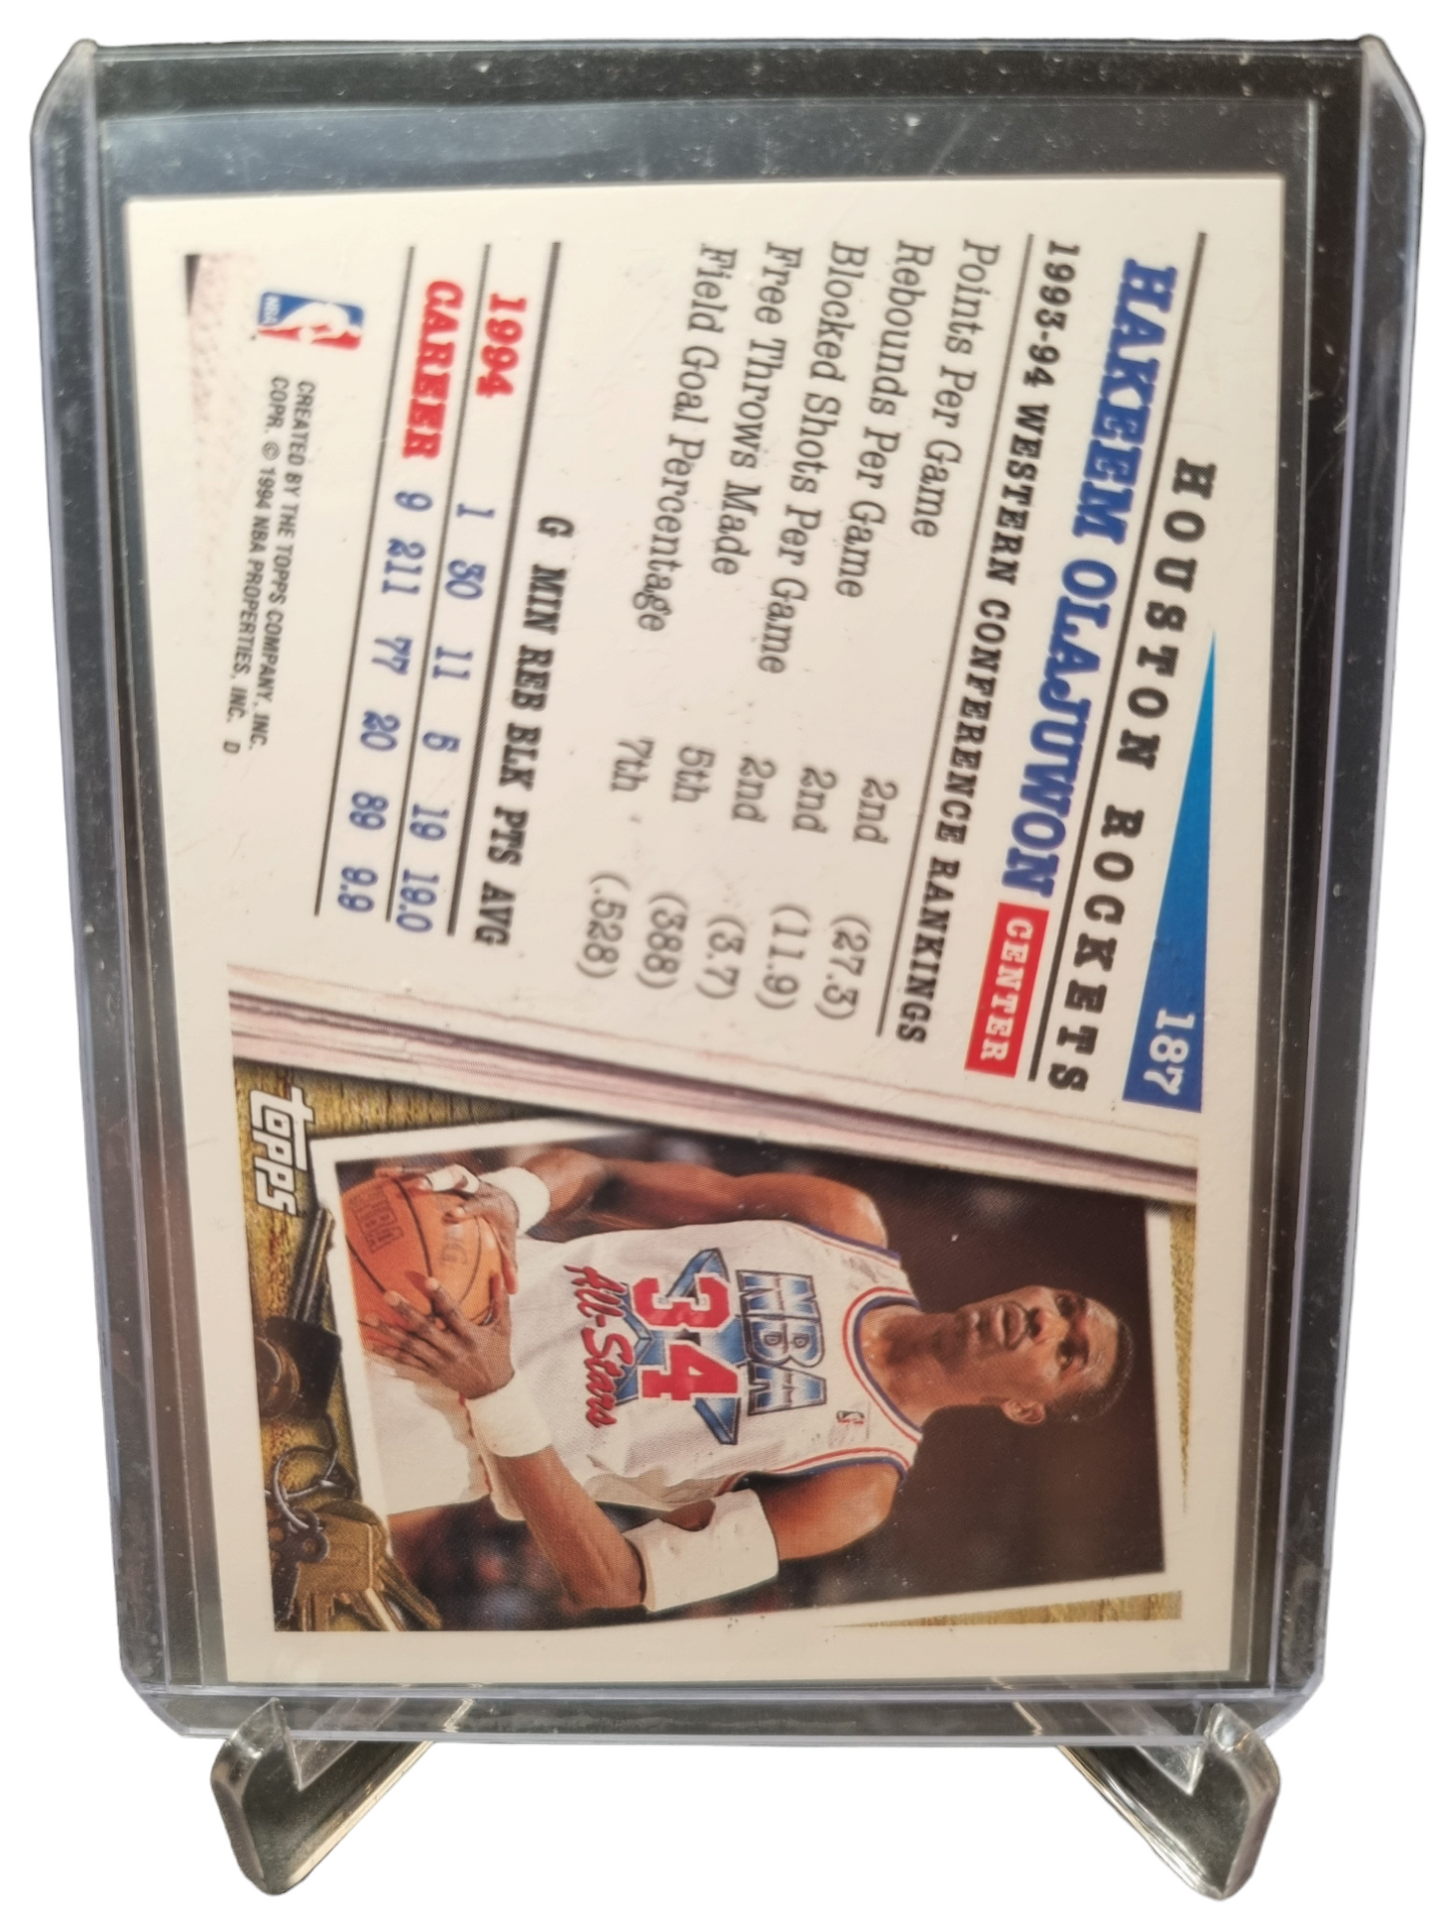 187
HOUSTON ROCKETS
HAKEEM OLAJUWON CENTER
1993-94 WESTERN CONFERENCE RANKINGS
Points Per Game 2nd (27.3)
Rebounds Per Game 2nd (11.9)
Blocked Shots Per Game 2nd (3.7)
Free Throws Made 5th (388)
Field Goal Percentage 7th (.528)
G MIN REB BLK PTS AVG
1994 1 30 11 5 19 19.0
CAREER 9 211 77 20 89 9.9
NBA
CREATED BY THE TOPPS COMPANY, INC.
COPR. © 1994 NBA PROPERTIES, INC. D
NBA
34
All-Stars
topps